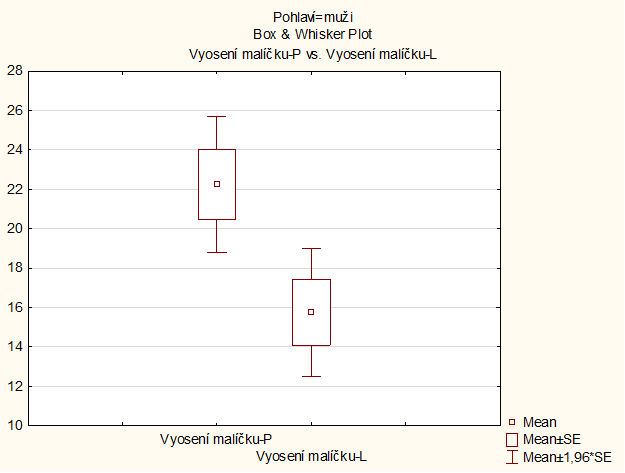 Pohlaví=muži
Box & Whisker Plot
Vyosení malíčku-P vs. Vyosení malíčku-L
28
26
24
22
20
18
16
14
12
10
Vyosení malíčku-P
Vyosení malíčku-L
Mean
Mean±SE
Mean±1,96*SE